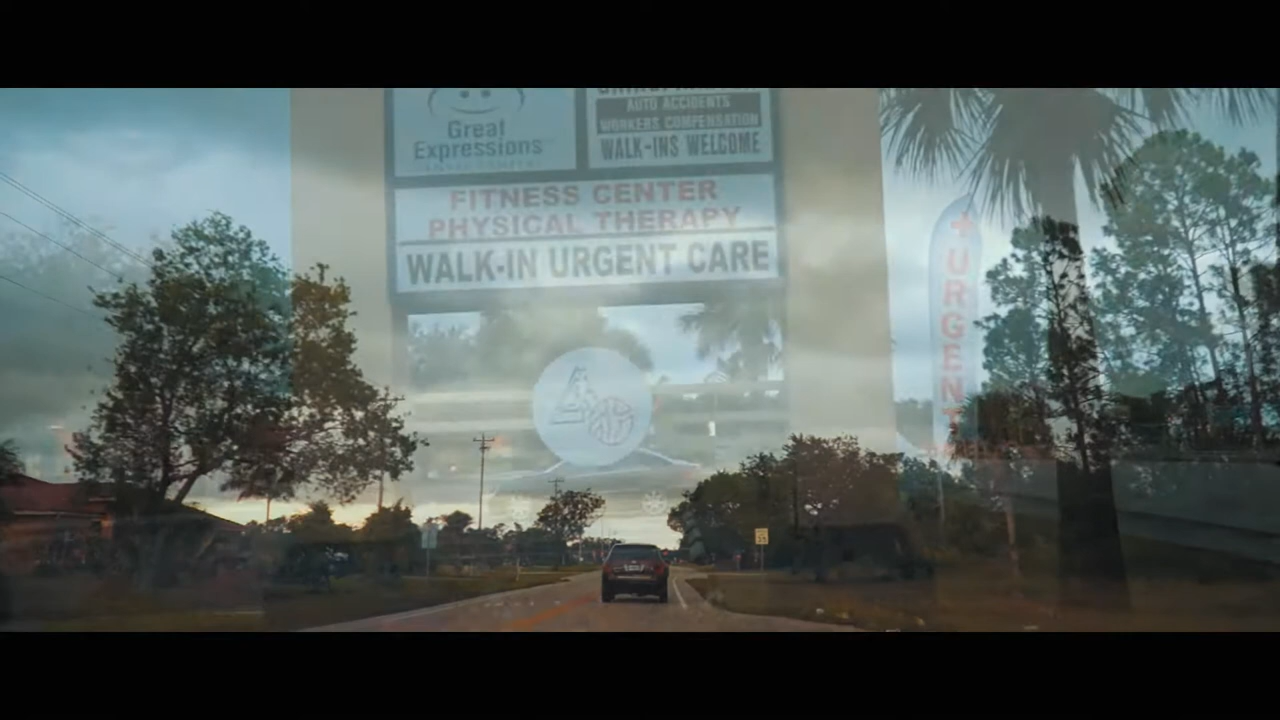 Great
Expressions
AUTO ACCIDENTS
WORKERS COMPENSATION
WALK-INS WELCOME
FITNESS CENTER
PHYSICAL THERAPY
WALK-IN URGENT CARE
URGENT